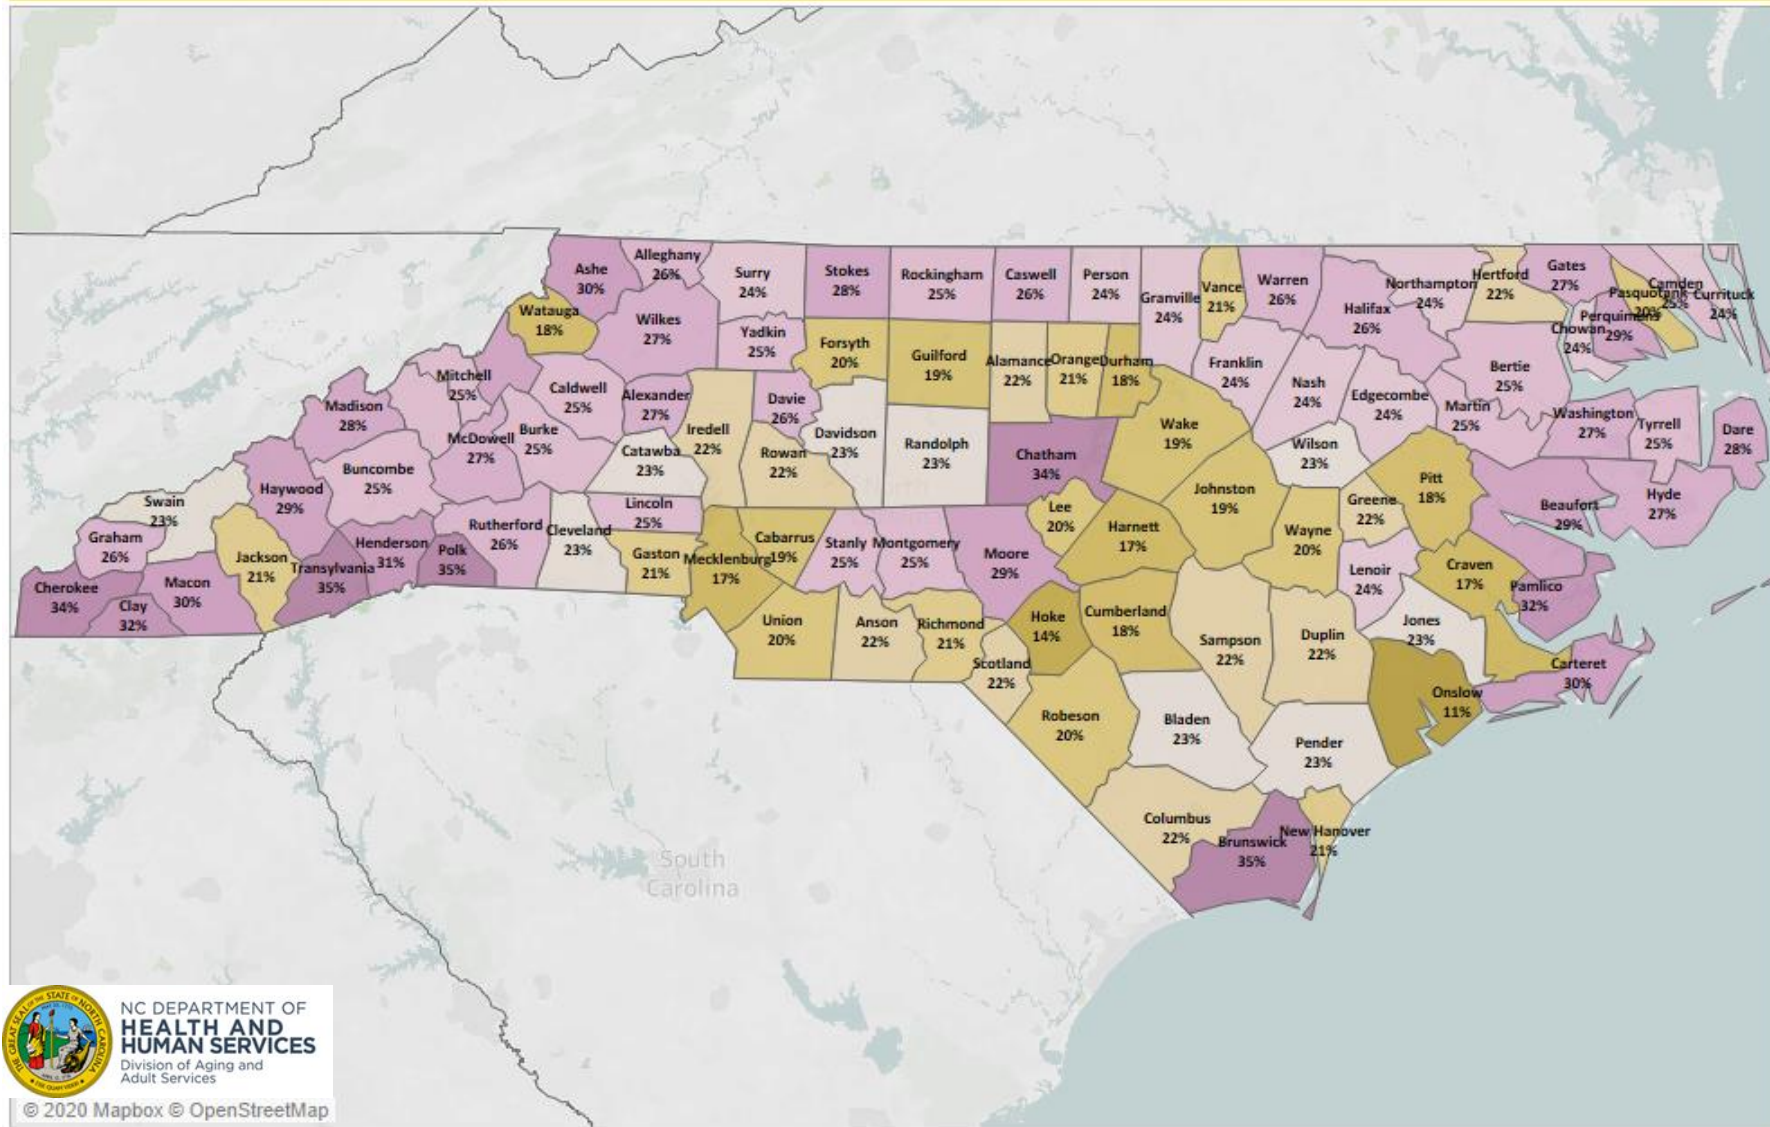 Ashe
30%
Alleghany
26%
Surry
24%
Stokes
28%
Rockingham
25%
Caswell
26%
Person
24%
Granville
24%
Vance
21%
Warren
26%
Halifax
26%
Northampton
24%
Hertford
22%
Gates
27%
Pasquotank
20%
Camden
25%
Currituck
24%
Perquimans
29%
Chowan
24%
Watauga
18%
Wilkes
27%
Yadkin
25%
Forsyth
20%
Guilford
19%
Alamance
22%
Orange
21%
Durham
18%
Franklin
24%
Nash
24%
Edgecombe
24%
Bertie
25%
Martin
25%
Washington
27%
Tyrrell
25%
Dare
28%
Madison
28%
Mitchell
25%
Caldwell
25%
Alexander
27%
Iredell
22%
Davie
26%
Davidson
23%
Randolph
23%
Chatham
34%
Wake
19%
Wilson
23%
Pitt
18%
Beaufort
29%
Hyde
27%
McDowell
27%
Burke
25%
Catawba
23%
Rowan
22%
Buncombe
25%
Haywood
29%
Swain
23%
Graham
26%
Jackson
21%
Cherokee
34%
Clay
32%
Macon
30%
Transylvania
35%
Henderson
31%
Polk
35%
Rutherford
26%
Cleveland
23%
Lincoln
25%
Gaston
21%
Mecklenburg
17%
Cabarrus
19%
Stanly
25%
Montgomery
25%
Moore
29%
Lee
20%
Harnett
17%
Johnston
19%
Wayne
20%
Greene
22%
Lenoir
24%
Craven
17%
Pamlico
32%
Jones
23%
Carteret
30%
Onslow
11%
Union
20%
Anson
22%
Richmond
21%
Scotland
22%
Hoke
14%
Cumberland
18%
Sampson
22%
Duplin
22%
Robeson
20%
Bladen
23%
Pender
23%
Columbus
22%
Brunswick
35%
New Hanover
21%
South
Carolina
NC DEPARTMENT OF
HEALTH AND
HUMAN SERVICES
Division of Aging and
Adult Services
© 2020 Mapbox © OpenStreetMap